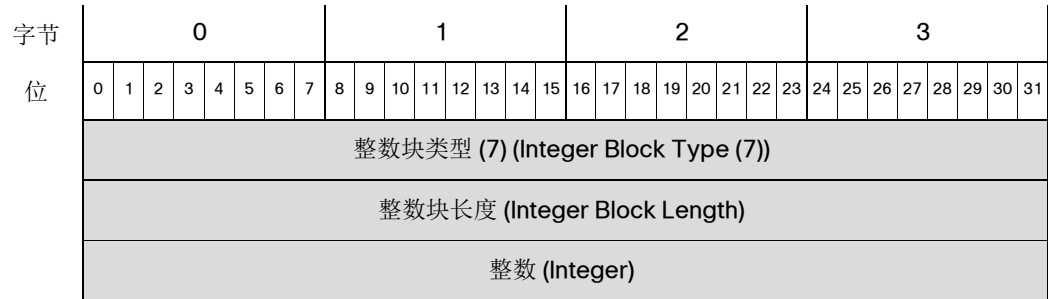 字节 0 1 2 3
位 0 1 2 3 4 5 6 7 8 9 10 11 12 13 14 15 16 17 18 19 20 21 22 23 24 25 26 27 28 29 30 31
整数块类型 (7) (Integer Block Type (7))
整数块长度 (Integer Block Length)
整数 (Integer)